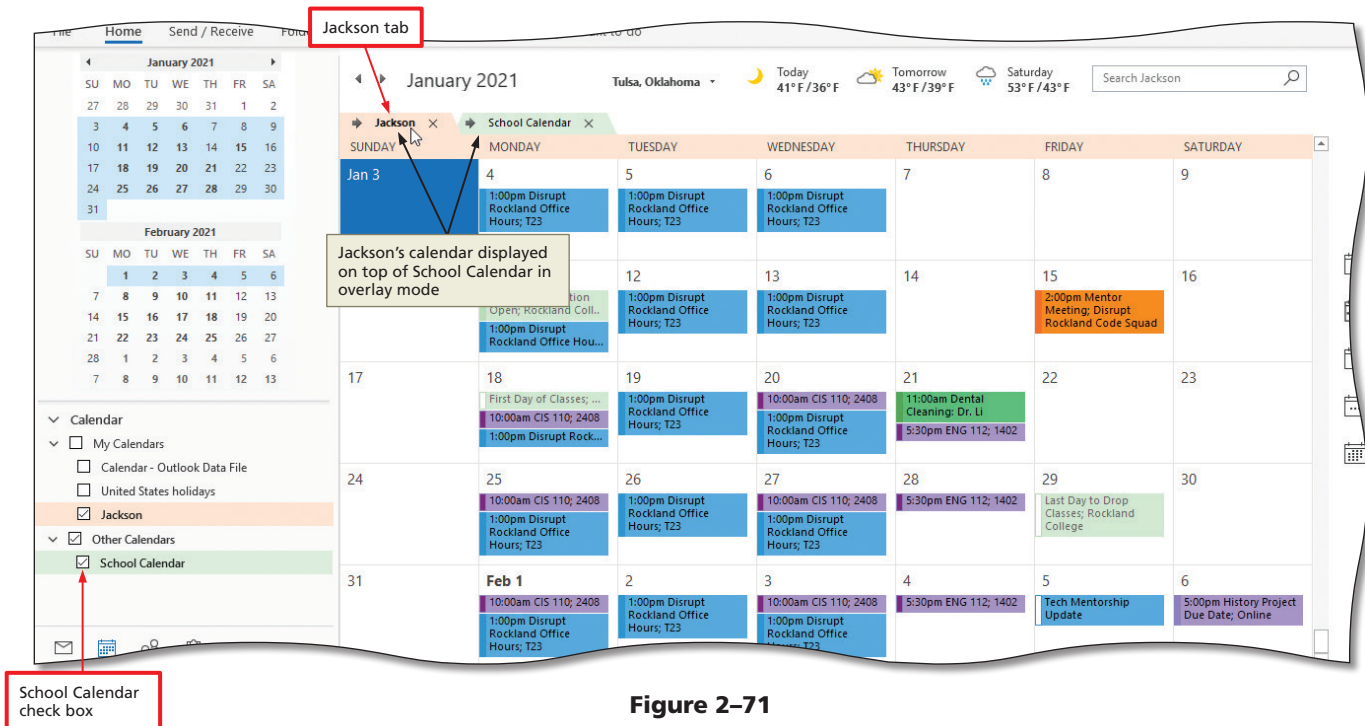 Jackson tab
File Home Send / Receive
January 2021
SU MO TU WE TH FR SA
27 28 29 30 31 1 2
3 4 5 6 7 8 9
10 11 12 13 14 15 16
17 18 19 20 21 22 23
24 25 26 27 28 29 30
31
February 2021
SU MO TU WE TH FR SA
1 2 3 4 5 6
7 8 9 10 11 12 13
14 15 16 17 18 19 20
21 22 23 24 25 26 27
28 1 2 3 4 5 6
7 8 9 10 11 12 13
Calendar
My Calendars
Calendar - Outlook Data File
United States holidays
Jackson
Other Calendars
School Calendar
January 2021
Tulsa, Oklahoma
Today
41°F/36°F
Tomorrow
43°F/39°F
Saturday
53°F/43°F
Search Jackson
Jackson
School Calendar
SUNDAY MONDAY TUESDAY WEDNESDAY THURSDAY FRIDAY SATURDAY
Jan 3
4
1:00pm Disrupt
Rockland Office
Hours; T23
5
1:00pm Disrupt
Rockland Office
Hours; T23
6
1:00pm Disrupt
Rockland Office
Hours; T23
7
8
9
Jackson's calendar displayed
on top of School Calendar in
overlay mode
Open; Rockland Coll..
1:00pm Disrupt
Rockland Office Hou...
12
1:00pm Disrupt
Rockland Office
Hours; T23
13
1:00pm Disrupt
Rockland Office
Hours; T23
14
15
2:00pm Mentor
Meeting; Disrupt
Rockland Code Squad
16
17
18
First Day of Classes; ...
10:00am CIS 110; 2408
1:00pm Disrupt Rock...
19
1:00pm Disrupt
Rockland Office
Hours; T23
20
10:00am CIS 110; 2408
1:00pm Disrupt
Rockland Office
Hours; T23
21
11:00am Dental
Cleaning; Dr. Li
5:30pm ENG 112; 1402
22
23
24
25
10:00am CIS 110; 2408
1:00pm Disrupt
Rockland Office
Hours; T23
26
1:00pm Disrupt
Rockland Office
Hours; T23
27
10:00am CIS 110; 2408
1:00pm Disrupt
Rockland Office
Hours; T23
28
5:30pm ENG 112; 1402
29
Last Day to Drop
Classes; Rockland
College
30
31
Feb 1
10:00am CIS 110; 2408
1:00pm Disrupt
Rockland Office
Hours; T23
2
1:00pm Disrupt
Rockland Office
Hours; T23
3
10:00am CIS 110; 2408
1:00pm Disrupt
Rockland Office
Hours; T23
4
5:30pm ENG 112; 1402
5
Tech Mentorship
Update
6
5:00pm History Project
Due Date; Online
School Calendar
check box
Figure 2–71